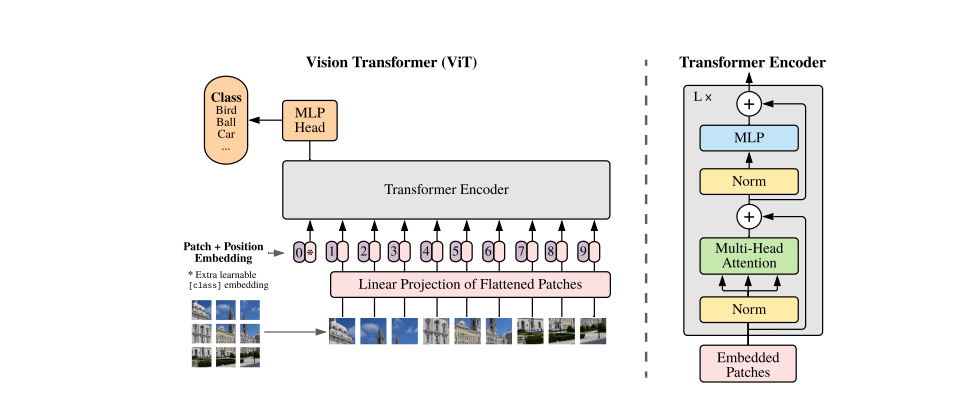 Vision Transformer (ViT)
Class
Bird
Ball
Car
...
MLP
Head
Transformer Encoder
Patch + Position
Embedding
0 * 1 2 3 4 5 6 7 8 9
* Extra learnable
[class] embedding
Linear Projection of Flattened Patches
Transformer Encoder
L x
+
MLP
Norm
+
Multi-Head
Attention
Norm
Embedded
Patches